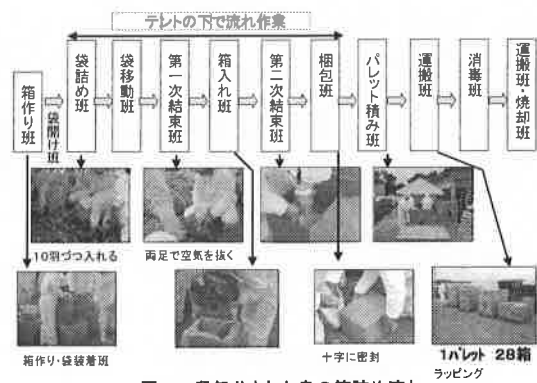 テントの下で流れ作業
箱作り班
袋開け班
袋詰め班
袋移動班
第一次結束班
箱入れ班
第二次結束班
梱包班
パレット積み班
運搬班
消毒班
運搬班・焼却班
10羽づつ入れる
両足で空気を抜く
箱作り・袋装着班
十字に密封
1パレット 28箱
ラッピング